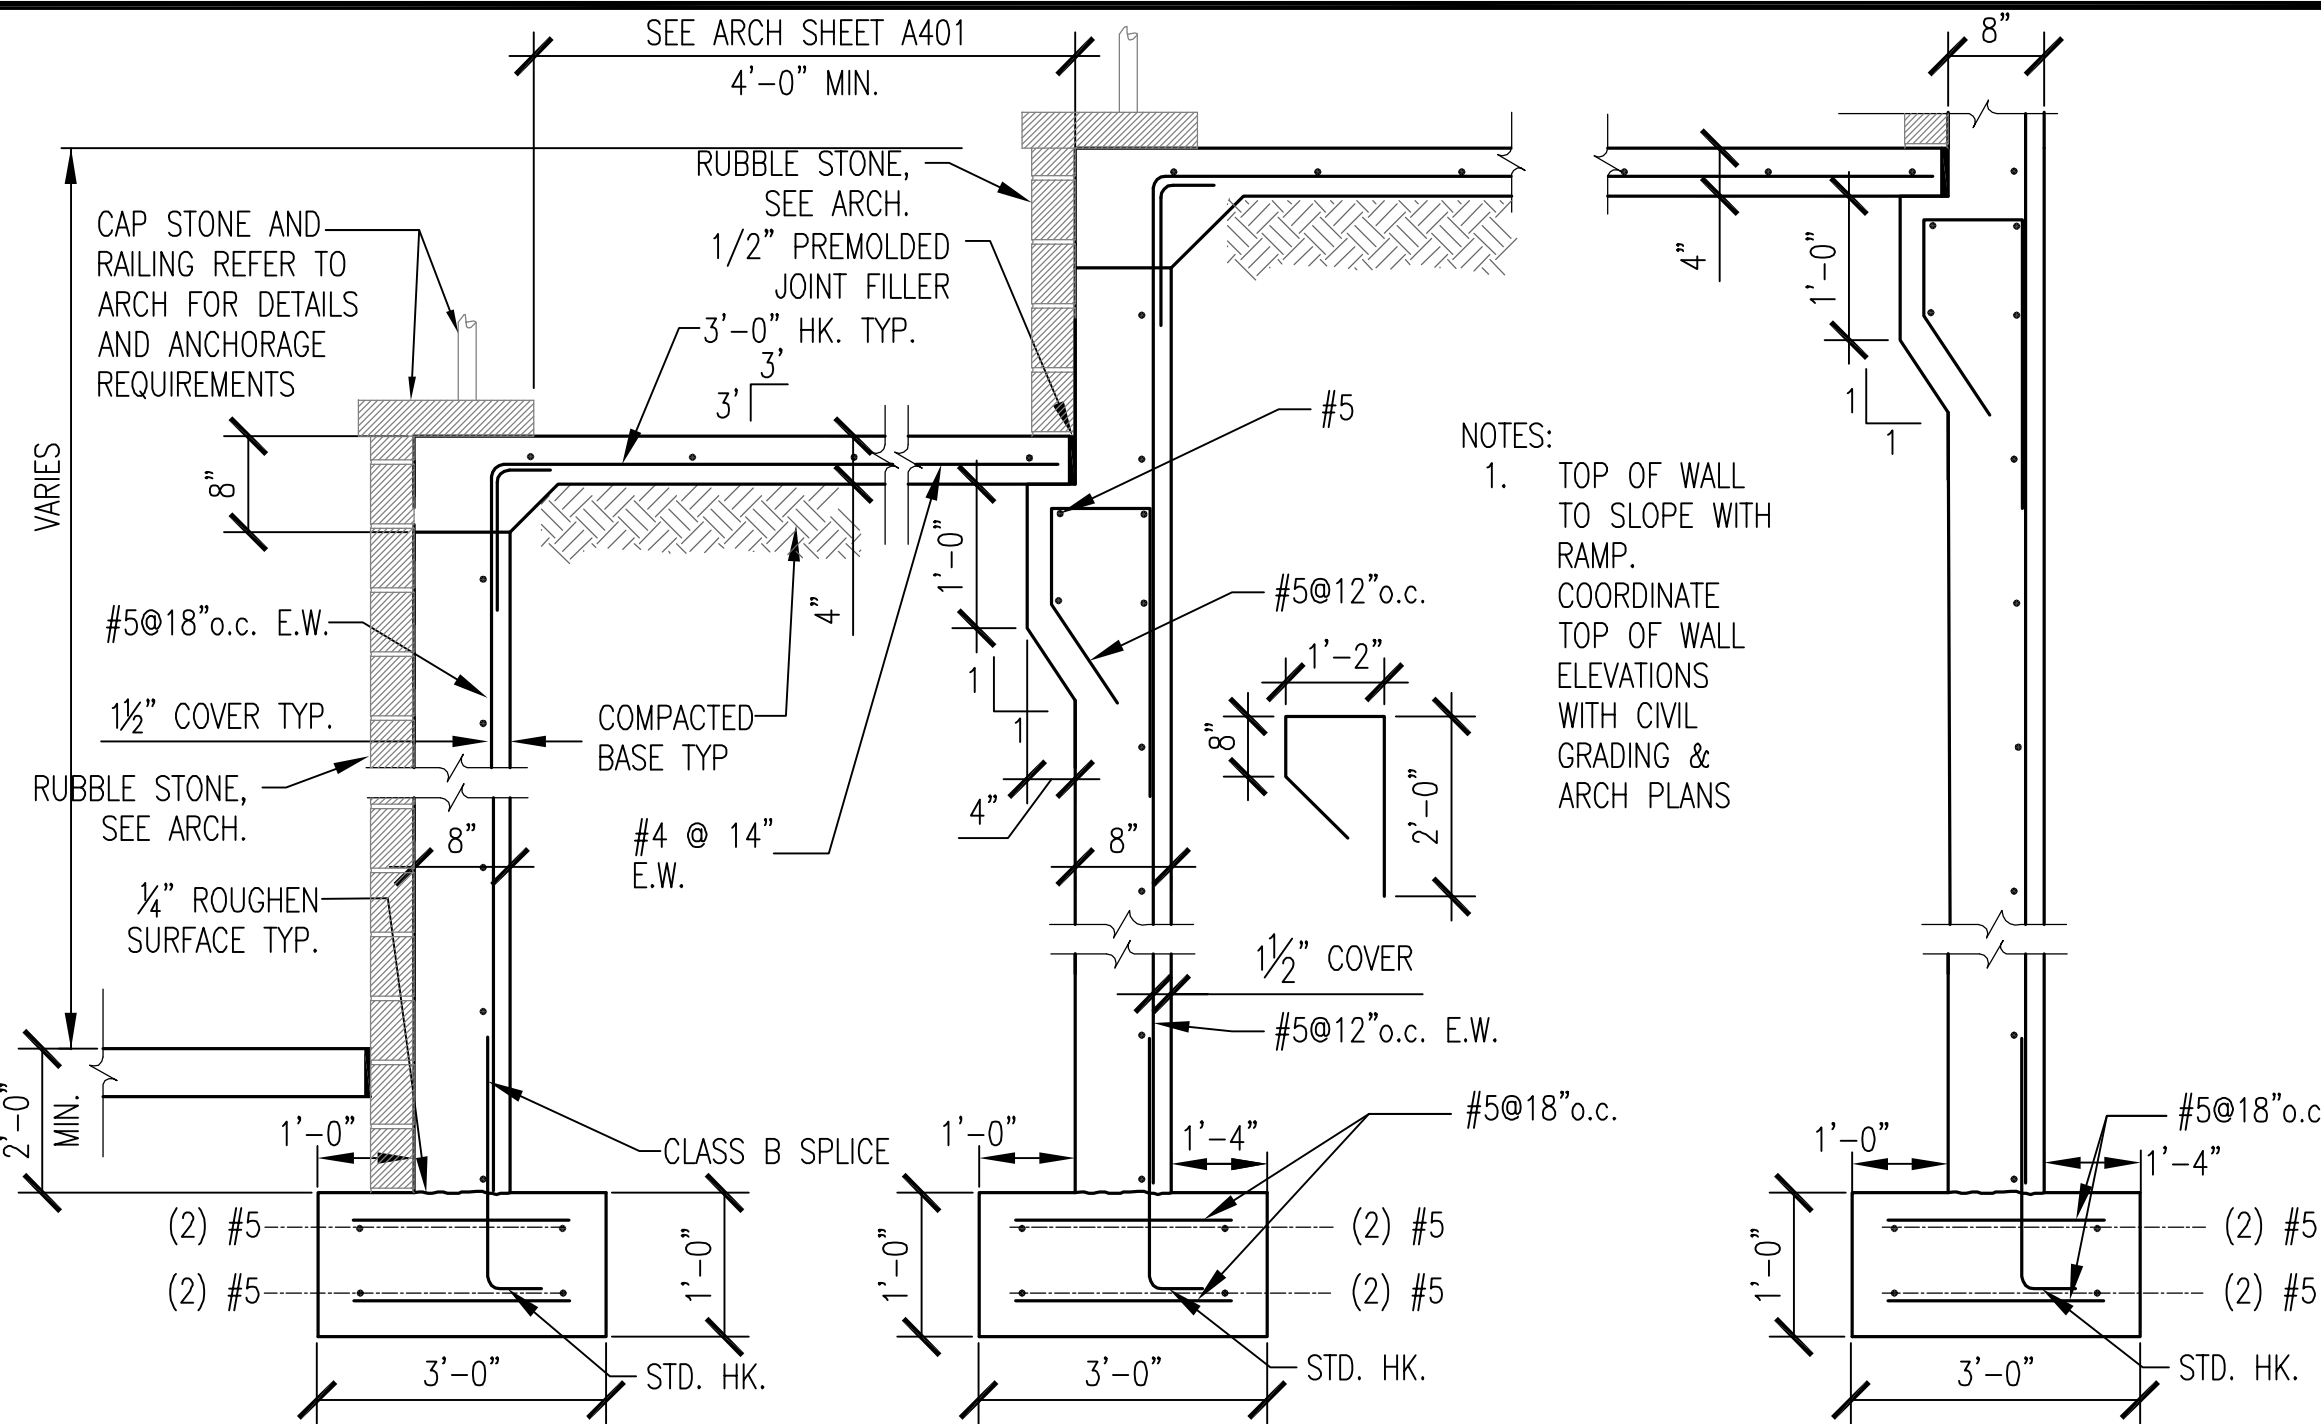 SEE ARCH SHEET A401
4'-0" MIN.
8"
RUBBLE STONE,
SEE ARCH.
1/2" PREMOLDED
JOINT FILLER
3'-0" HK. TYP.
3'
3'
CAP STONE AND
RAILING REFER TO
ARCH FOR DETAILS
AND ANCHORAGE
REQUIREMENTS
VARIES
8"
4"
1'-0"
4"
1'-0"
1
1
#5
NOTES:
1. TOP OF WALL
TO SLOPE WITH
RAMP.
COORDINATE
TOP OF WALL
ELEVATIONS
WITH CIVIL
GRADING &
ARCH PLANS
#5@18"o.c. E.W.
#5@12"o.c.
1½" COVER TYP.
COMPACTED
BASE TYP
1
1
1'-2"
8"
2'-0"
RUBBLE STONE,
SEE ARCH.
8"
#4 @ 14"
E.W.
4"
8"
¼" ROUGHEN
SURFACE TYP.
1½" COVER
#5@12"o.c. E.W.
2'-0"
MIN.
1'-0"
CLASS B SPLICE
1'-0"
1'-4"
#5@18"o.c.
1'-0"
1'-4"
#5@18"o.c
(2) #5
(2) #5
1'-0"
1'-0"
(2) #5
(2) #5
1'-0"
(2) #5
(2) #5
3'-0"
STD. HK.
3'-0"
STD. HK.
3'-0"
STD. HK.